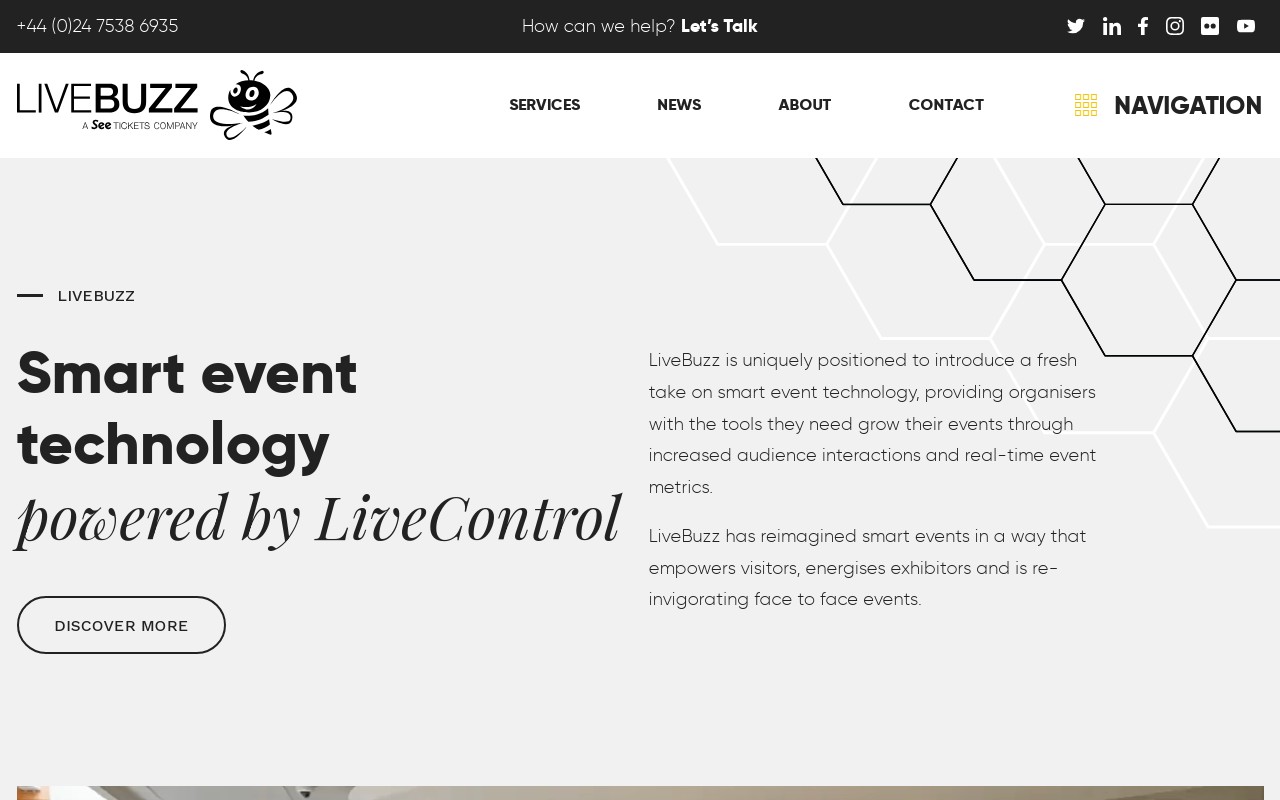 +44 (0)24 7538 6935
How can we help? Let's Talk
LIVEBUZZ
A See TICKETS COMPANY
SERVICES
NEWS
ABOUT
CONTACT
NAVIGATION
LIVEBUZZ
Smart event
technology
powered by LiveControl
DISCOVER MORE
LiveBuzz is uniquely positioned to introduce a fresh
take on smart event technology, providing organisers
with the tools they need grow their events through
increased audience interactions and real-time event
metrics.
LiveBuzz has reimagined smart events in a way that
empowers visitors, energises exhibitors and is re-
invigorating face to face events.